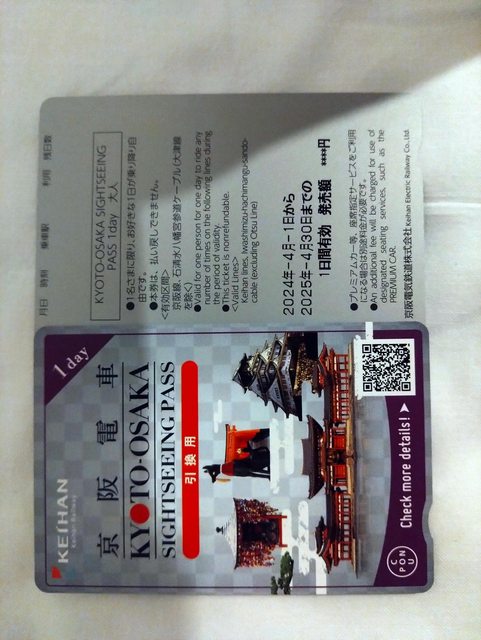 KEIHAN
Keihan Railway
1 day
京阪電車
KYOTO-OSAKA
SIGHTSEEING PASS
引換用
Check more details!
COUPON
月日 時刻 乗車駅 利用 残日数
KYOTO-OSAKA SIGHTSEEING
PASS 1day 大人
●1名さまに限り、お好きな1日が乗り降り自
由です。
●本券は、払い戻しできません。
<有効区間>
京阪線、石清水八幡宮参道ケーブル(大津線
を除く)
●Valid for one person for one day to ride any
number of times on the following lines during
the period of validity.
●This ticket is nonrefundable.
<Valid Lines>
Keihan lines, Iwashimizu-hachimangu-sando-
cable (excluding Otsu Line)
2024年-4月-1日から
2025年-4月30日までの
1日間有効 発売額 ****円
●プレミアムカー等、座席指定サービスをご利用
になる場合は別途料金が必要です。
●An additional fee will be charged for use of
designated seating services, such as the
PREMIUM CAR.
京阪電気鉄道株式会社 Keihan Electric Railway Co.,Ltd.